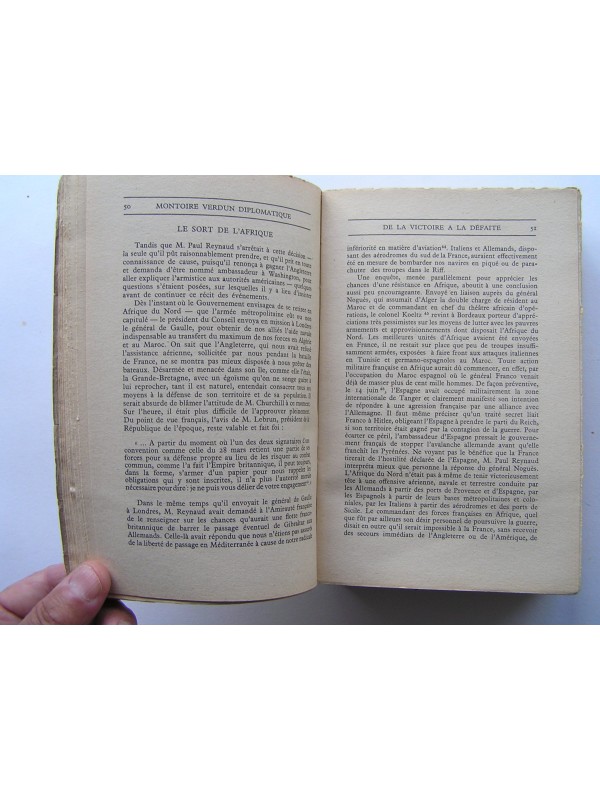 50 MONTOIRE VERDUN DIPLOMATIQUE
LE SORT DE L'AFRIQUE
Tandis que M. Paul Reynaud s'arrêtait à cette décision —
la seule qu'il pût raisonnablement prendre, et qu'il prit en toute
connaissance de cause, puisqu'il renonça à gagner l'Angleterre
et demanda d'être nommé ambassadeur à Washington, pour
aller expliquer l'armistice aux autorités américaines — quelques
questions s'étaient posées, sur lesquelles il y a lieu d'insister
avant de continuer ce récit des événements.
Dès l'instant où le Gouvernement envisagea de se retirer en
Afrique du Nord — que l'armée métropolitaine eût ou non
capitulé — le président du Conseil envoya en mission à Londres
le général de Gaulle, pour obtenir de nos alliés l'aide navale
indispensable au transfert du maximum de nos forces en Algérie
et au Maroc. On sait que l'Angleterre, qui nous avait refusé
l'assistance aérienne, sollicitée par nous pendant la bataille
de France, ne consentit pas davantage à nous prêter des bateaux.
Désarmée et menacée dans son île, comme elle l'était,
la Grande-Bretagne, avec un égoïsme qu'on ne saurait guère
lui reprocher, tant il est naturel, entendait consacrer tous ses
moyens à la défense de son territoire et de sa population. Il
serait absurde de blâmer l'attitude de M. Churchill à ce moment.
Sur l'heure, il était plus difficile de l'approuver pleinement.
Du point de vue français, l'avis de M. Lebrun, président de la
République de l'époque, reste valable et fait foi :
« ... A partir du moment où l'un des deux signataires d'une
convention comme celle du 28 mars retient une partie de ses
forces pour sa défense propre au lieu de les risquer au combat
commun, comme l'a fait l'Empire britannique, il peut toujours,
dans la forme, garder un papier pour nous rappeler les
obligations qui y sont inscrites, il n'a plus l'autorité morale
nécessaire pour dire : je ne puis vous délier de votre engagement
Dans le même temps qu'il envoyait le général de Gaulle
à Londres, M. Reynaud avait demandé à l'Amirauté française
de le renseigner sur les chances qu'aurait une flotte franco-
britannique de barrer le passage éventuel de Gibraltar aux
Allemands. Celle-là avait répondu que nous n'étions pas assurés
de la liberté de passage en Méditerranée à cause de notre radicale
DE LA VICTOIRE A LA DÉFAITE 51
infériorité en matière d'aviation⁴⁴. Italiens et Allemands, dispo-
sant des aérodromes du sud de la France, auraient effectivement
été en mesure de bombarder nos navires en piqué ou de para-
chuter des troupes dans le Riff.
Une enquête, menée parallèlement pour apprécier les
chances d'une résistance en Afrique, about à une conclusion
aussi peu encourageante. Envoyé en liaison auprès du général
Noguès, qui assumait d'Alger la double charge de résident au
Maroc et de commandant en chef du théâtre africain d'opé-
rations, le colonel Koeltz revint à Bordeaux porteur d'appré-
ciations très pessimistes sur les moyens de lutter avec les pauvres
armements et approvisionnements dont disposait l'Afrique du
Nord. Les meilleures unités d'Afrique avaient été envoyées
en France, où il ne restait plus que peu de troupes insuffi-
samment armées, exposées à faire front aux attaques italiennes
en Tunisie et germano-espagnoles au Maroc. Toute action
militaire française en Afrique aurait dû commencer, en effet, par
l'occupation du Maroc espagnol où le général Franco venait
déjà de masser plus de cent mille hommes. De façon préventive,
le 14 juin, l'Espagne avait occupé militairement la zone
internationale de Tanger et clairement manifesté son intention
de répondre à une agression française par une alliance avec
l'Allemagne. Il faut même préciser qu'un traité secret liait
Franco à Hitler, obligeant l'Espagne à prendre le parti du Reich,
si son territoire était gagné par la contagion de la guerre. Pour
écarter ce péril, l'ambassadeur d'Espagne pressait le gouverne-
ment français de stopper l'avalanche allemande avant qu'elle
franchît les Pyrénées. Ne voyant pas le bénéfice que la France
tirerait de l'hostilité déclarée de l'Espagne, M. Paul Reynaud
interpréta mieux que personne la réponse du général Noguès.
L'Afrique du Nord n'était pas à même de tenir victorieusement
tête à une offensive aérienne, navale et terrestre conduite par
les Allemands à partir des ports de Provence et d'Espagne, par
les Espagnols à partir de leurs bases métropolitaines et colo-
niales, par les Italiens à partir des aérodromes et des ports de
Sicile. Le commandant des forces françaises en Afrique, quel
que fût par ailleurs son désir personnel de poursuivre la guerre,
disait en outre qu'il serait impossible à la France, sans recevoir
des secours immédiats de l'Angleterre ou de l'Amérique, de